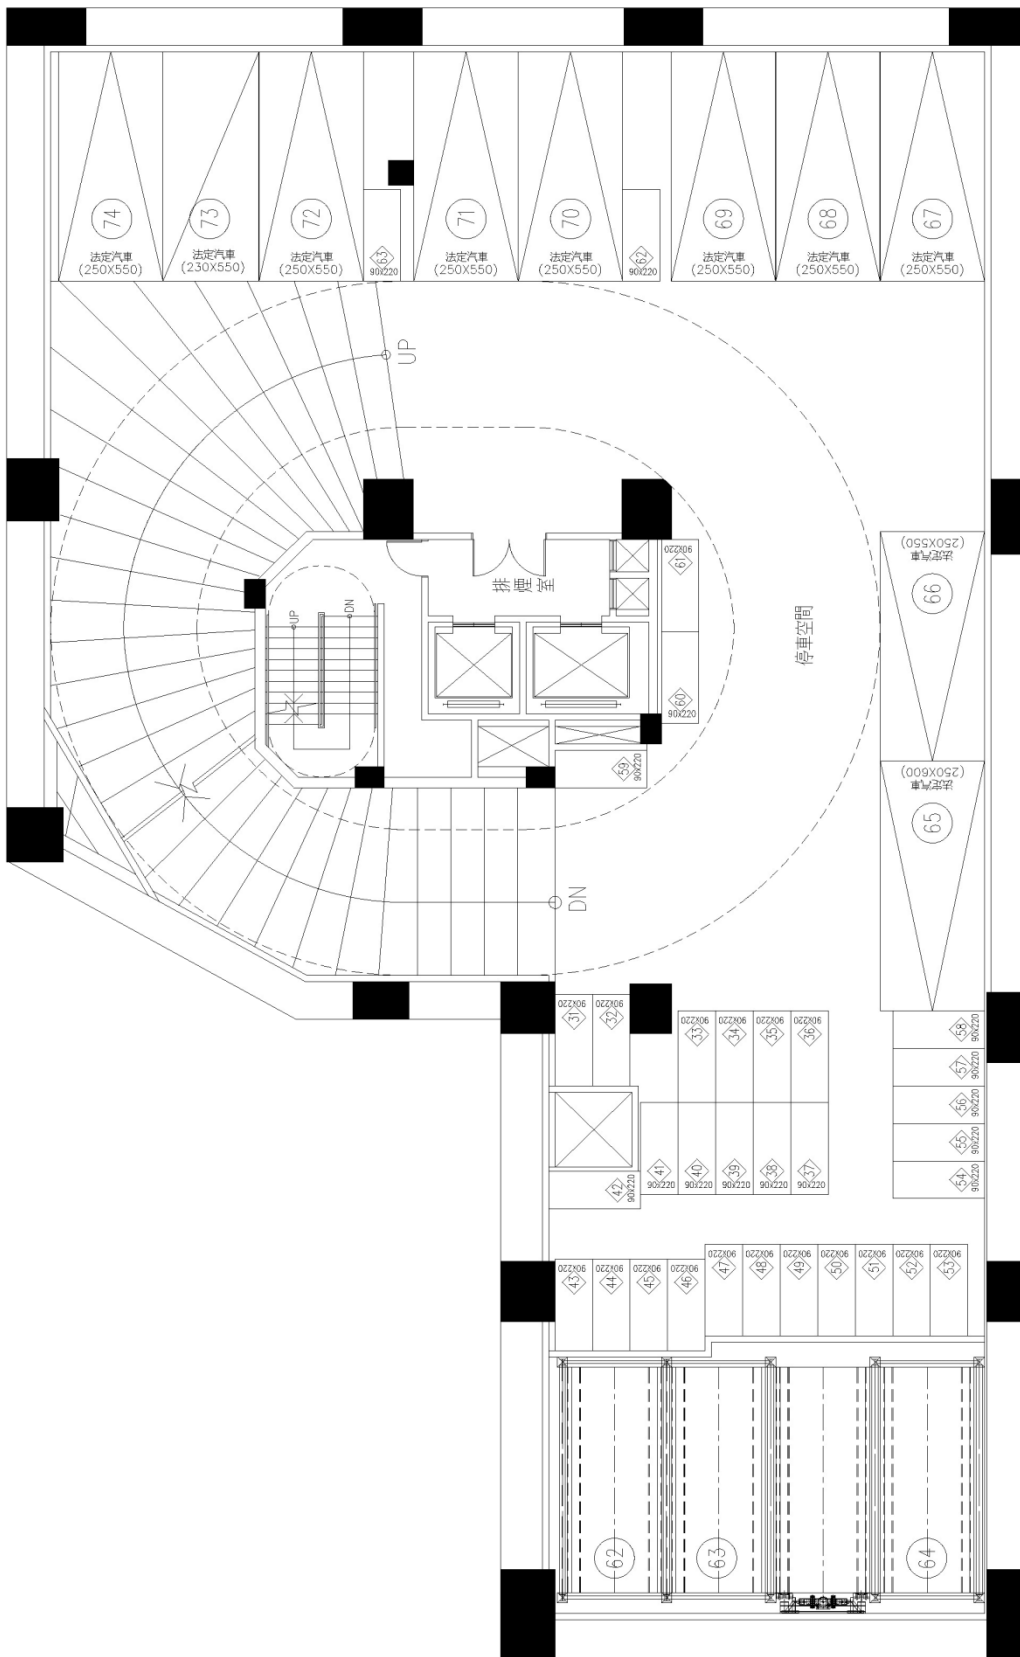 74
法定汽車
(250X550)
73
法定汽車
(230X550)
72
法定汽車
(250X550)
63
90x220
71
法定汽車
(250X550)
70
法定汽車
(250X550)
62
90x220
69
法定汽車
(250X550)
68
法定汽車
(250X550)
67
法定汽車
(250X550)
UP
排煙室
61
90x220
UP
DN
60
90x220
59
90x220
停車空間
66
法定汽車
(250X550)
65
法定汽車
(250X600)
DN
31
90x220
32
90x220
33
90x220
34
90x220
35
90x220
36
90x220
58
90x220
57
90x220
56
90x220
55
90x220
54
90x220
42
90x220
41
90x220
40
90x220
39
90x220
38
90x220
37
90x220
43
90x220
44
90x220
45
90x220
46
90x220
47
90x220
48
90x220
49
90x220
50
90x220
51
90x220
52
90x220
53
90x220
62
63
64